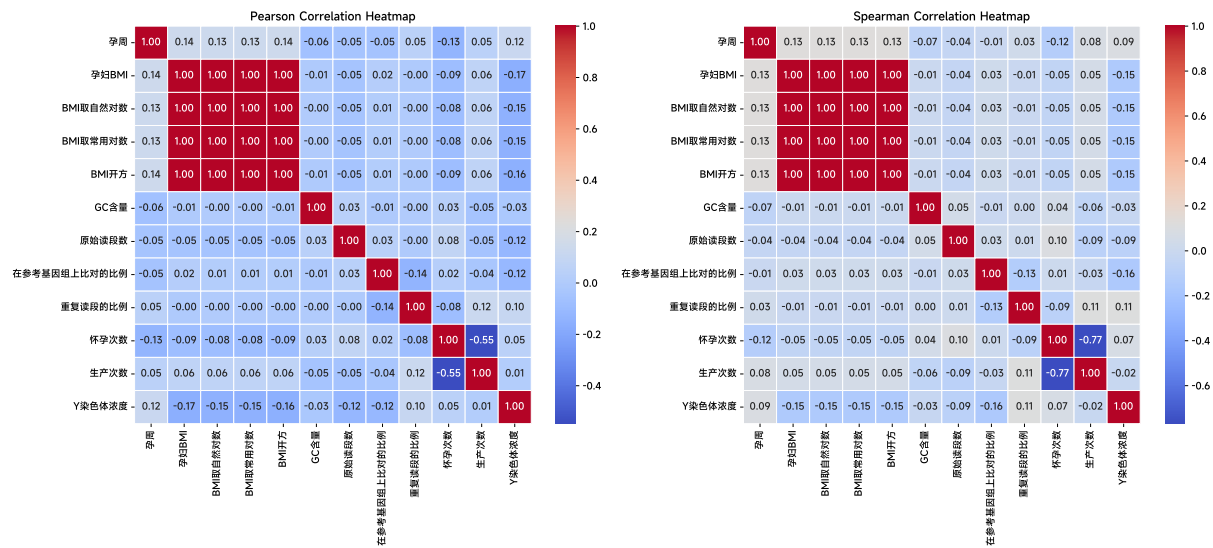 Pearson Correlation Heatmap
孕周 1.00 0.14 0.13 0.13 0.14 -0.06 -0.05 -0.05 0.05 -0.13 0.05 0.12
孕妇BMI 0.14 1.00 1.00 1.00 1.00 -0.01 -0.05 0.02 -0.00 -0.09 0.06 -0.17
BMI取自然对数 0.13 1.00 1.00 1.00 1.00 -0.00 -0.05 0.01 -0.00 -0.08 0.06 -0.15
BMI取常用对数 0.13 1.00 1.00 1.00 1.00 -0.00 -0.05 0.01 -0.00 -0.08 0.06 -0.15
BMI开方 0.14 1.00 1.00 1.00 1.00 -0.01 -0.05 0.01 -0.00 -0.09 0.06 -0.16
GC含量 -0.06 -0.01 -0.00 -0.00 -0.01 1.00 0.03 -0.01 -0.00 0.03 -0.05 -0.03
原始读段数 -0.05 -0.05 -0.05 -0.05 -0.05 0.03 1.00 0.03 -0.00 0.08 -0.05 -0.12
在参考基因组上比对的比例 -0.05 0.02 0.01 0.01 0.01 -0.01 0.03 1.00 -0.14 0.02 -0.04 -0.12
重复读段的比例 0.05 -0.00 -0.00 -0.00 -0.00 -0.00 -0.00 -0.14 1.00 -0.08 0.12 0.10
怀孕次数 -0.13 -0.09 -0.08 -0.08 -0.09 0.03 0.08 0.02 -0.08 1.00 -0.55 0.05
生产次数 0.05 0.06 0.06 0.06 0.06 -0.05 -0.05 -0.04 0.12 -0.55 1.00 0.01
Y染色体浓度 0.12 -0.17 -0.15 -0.15 -0.16 -0.03 -0.12 -0.12 0.10 0.05 0.01 1.00
孕周
孕妇BMI
BMI取自然对数
BMI取常用对数
BMI开方
GC含量
原始读段数
在参考基因组上比对的比例
重复读段的比例
怀孕次数
生产次数
Y染色体浓度
1.0
0.8
0.6
0.4
0.2
0.0
-0.2
-0.4
Spearman Correlation Heatmap
孕周 1.00 0.13 0.13 0.13 0.13 -0.07 -0.04 -0.01 0.03 -0.12 0.08 0.09
孕妇BMI 0.13 1.00 1.00 1.00 1.00 -0.01 -0.04 0.03 -0.01 -0.05 0.05 -0.15
BMI取自然对数 0.13 1.00 1.00 1.00 1.00 -0.01 -0.04 0.03 -0.01 -0.05 0.05 -0.15
BMI取常用对数 0.13 1.00 1.00 1.00 1.00 -0.01 -0.04 0.03 -0.01 -0.05 0.05 -0.15
BMI开方 0.13 1.00 1.00 1.00 1.00 -0.01 -0.04 0.03 -0.01 -0.05 0.05 -0.15
GC含量 -0.07 -0.01 -0.01 -0.01 -0.01 1.00 0.05 -0.01 0.00 0.04 -0.06 -0.03
原始读段数 -0.04 -0.04 -0.04 -0.04 -0.04 0.05 1.00 0.03 0.01 0.10 -0.09 -0.09
在参考基因组上比对的比例 -0.01 0.03 0.03 0.03 0.03 -0.01 0.03 1.00 -0.13 0.01 -0.03 -0.16
重复读段的比例 0.03 -0.01 -0.01 -0.01 -0.01 0.00 0.01 -0.13 1.00 -0.09 0.11 0.11
怀孕次数 -0.12 -0.05 -0.05 -0.05 -0.05 0.04 0.10 0.01 -0.09 1.00 -0.77 0.07
生产次数 0.08 0.05 0.05 0.05 0.05 -0.06 -0.09 -0.03 0.11 -0.77 1.00 -0.02
Y染色体浓度 0.09 -0.15 -0.15 -0.15 -0.15 -0.03 -0.09 -0.16 0.11 0.07 -0.02 1.00
孕周
孕妇BMI
BMI取自然对数
BMI取常用对数
BMI开方
GC含量
原始读段数
在参考基因组上比对的比例
重复读段的比例
怀孕次数
生产次数
Y染色体浓度
1.0
0.8
0.6
0.4
0.2
0.0
-0.2
-0.4
-0.6